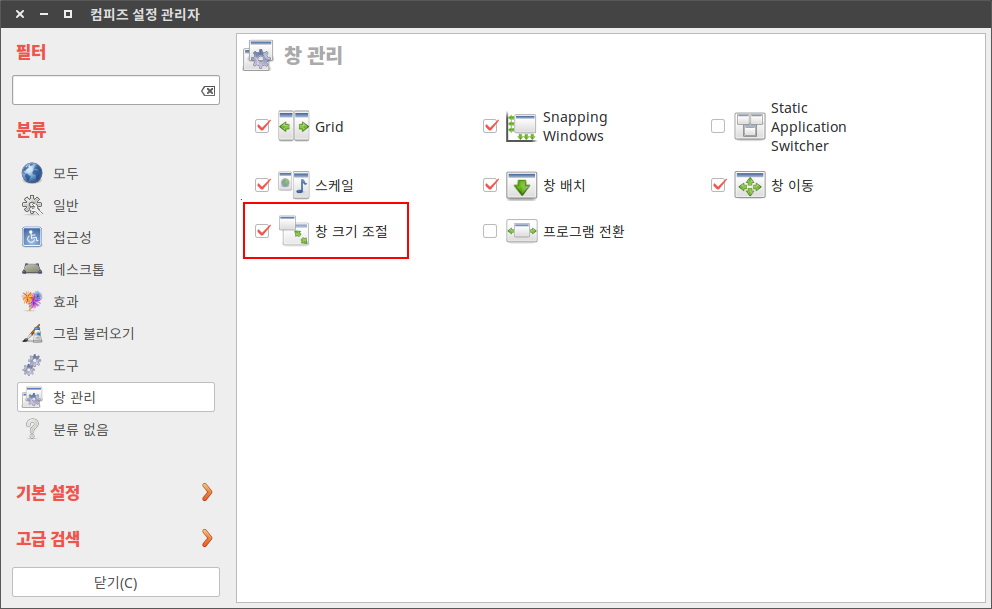 컴피즈 설정 관리자
필터
분류
모두
일반
접근성
데스크톱
효과
그림 불러오기
도구
창 관리
분류 없음
기본 설정
고급 검색
닫기(C)
창 관리
Grid
Snapping
Windows
Static
Application
Switcher
스케일
창 배치
창 이동
창 크기 조절
프로그램 전환